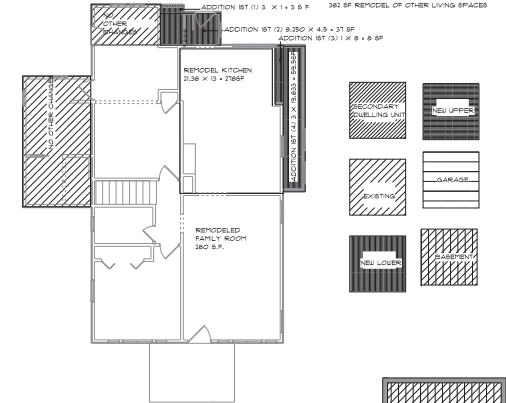 ADDITION 1ST (1) 3 X 1 = 3 S F
382 SF REMODEL OF OTHER LIVING SPACES
NO
OTHER
CHANGES
ADDITION 1ST (2) 8.250 X 4.5 = 37 SF
ADDITION 1ST (3) 1 X 8 = 8 SF
REMODEL KITCHEN
21.38 X 13 = 278SF
ADDITION 1ST (4) 3 X 19.833 = 59.5SF
NO OTHER CHANGE
SECONDARY
DWELLING UNIT
NEW UPPER
EXISTING
GARAGE
REMODELED
FAMILY ROOM
280 S.F.
NEW LOWER
BASEMENT